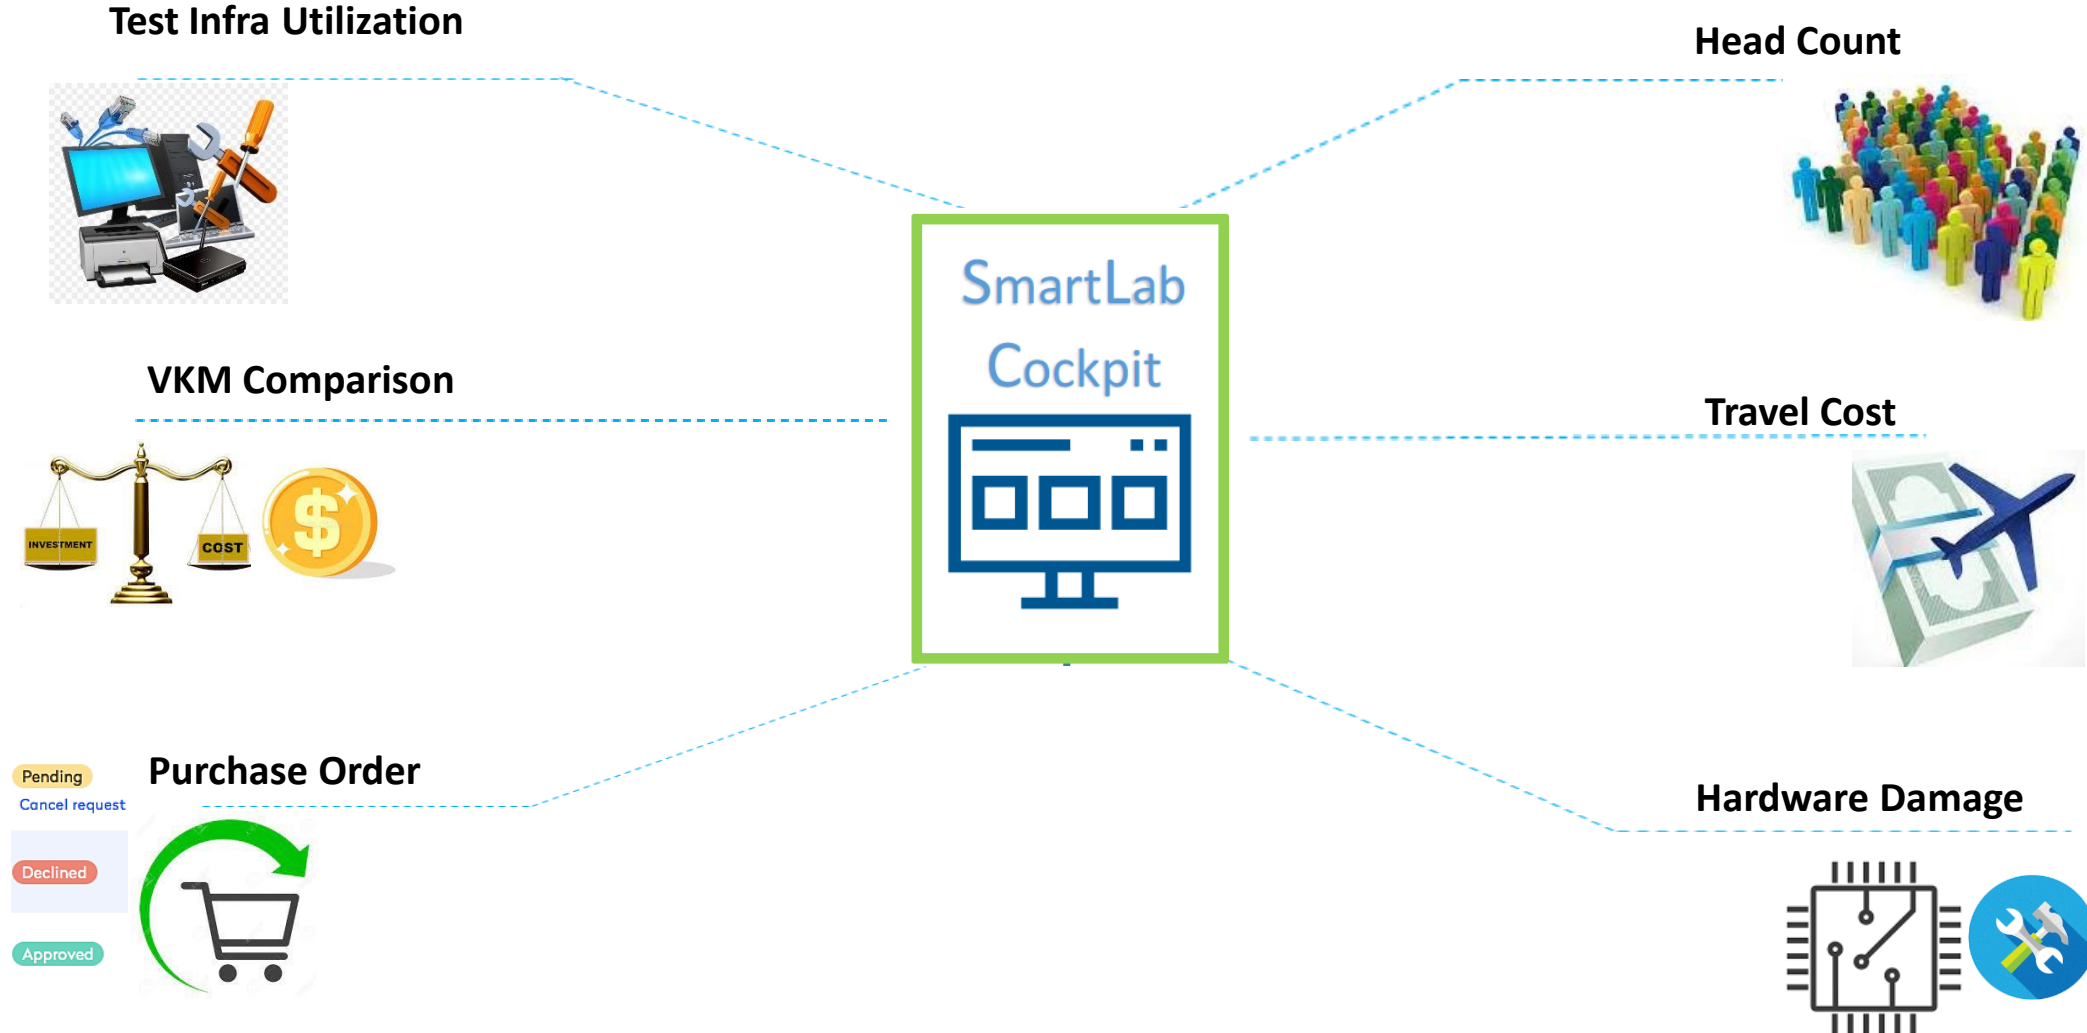 Test Infra Utilization
Head Count
SmartLab
Cockpit
VKM Comparison
Travel Cost
INVESTMENT
COST
$
Purchase Order
Pending
Cancel request
Declined
Approved
Hardware Damage